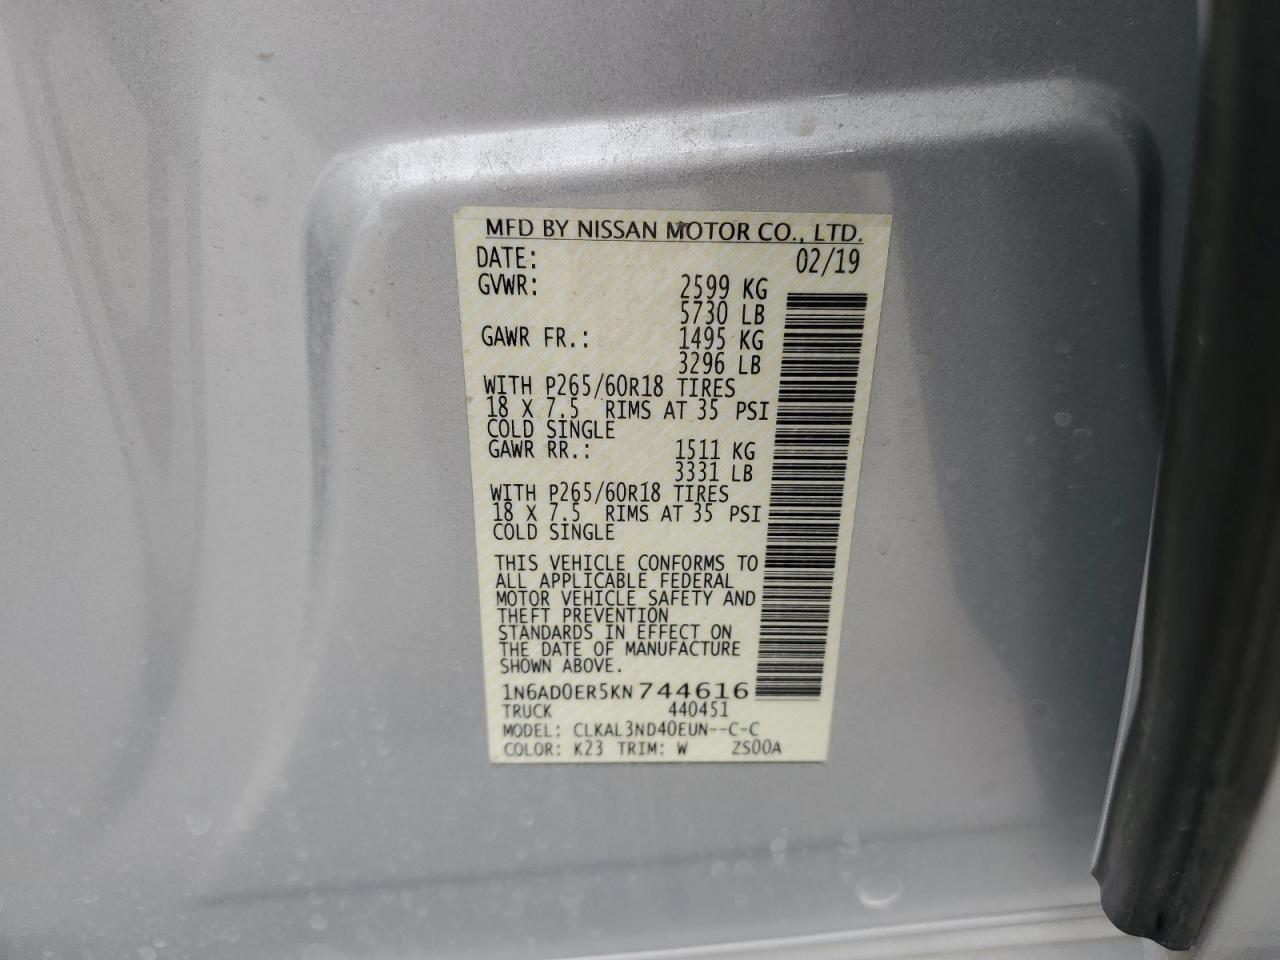 MFD BY NISSAN MOTOR CO., LTD.
DATE: 02/19
GVWR: 2599 KG
5730 LB
GAWR FR.: 1495 KG
3296 LB
WITH P265/60R18 TIRES
18 X 7.5 RIMS AT 35 PSI
COLD SINGLE
GAWR RR.: 1511 KG
3331 LB
WITH P265/60R18 TIRES
18 X 7.5 RIMS AT 35 PSI
COLD SINGLE
THIS VEHICLE CONFORMS TO
ALL APPLICABLE FEDERAL
MOTOR VEHICLE SAFETY AND
THEFT PREVENTION
STANDARDS IN EFFECT ON
THE DATE OF MANUFACTURE
SHOWN ABOVE.
1N6AD0ER5KN744616
TRUCK 440451
MODEL: CLKAL3ND40EUN--C-C
COLOR: K23 TRIM: W ZS00A